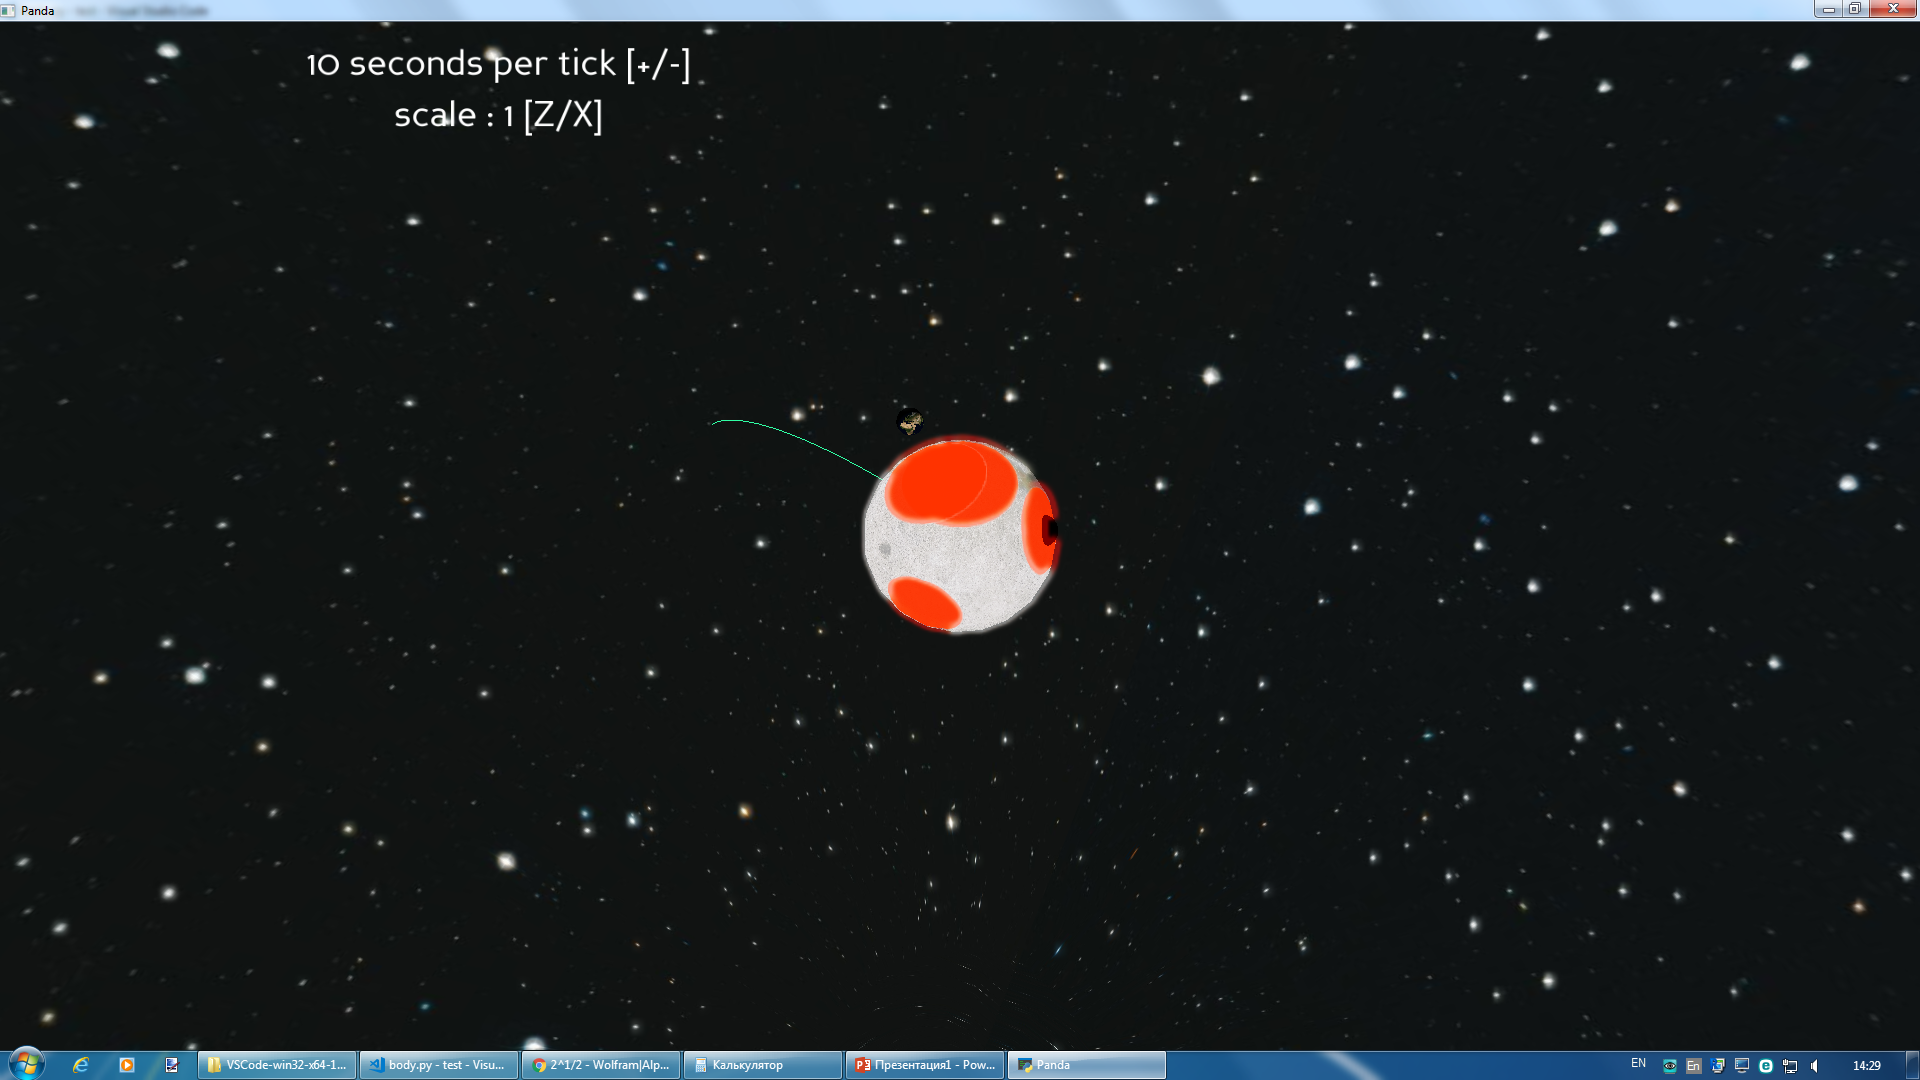 Panda
10 seconds per tick [+/-]
scale : 1 [Z/X]
VSCode-win32-x64-1...
body.py - test - Visu...
2^1/2 - Wolfram|Alp...
Калькулятор
Презентация1 - Pow...
Panda
EN
En
14:29